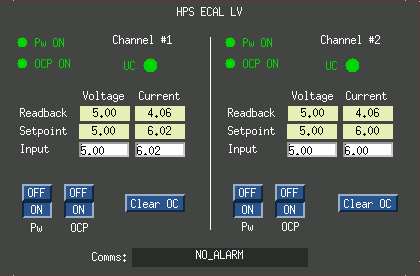 HPS ECAL LV
Pw ON Channel #1
OCP ON UC
Voltage Current
Readback 5.00 4.06
Setpoint 5.00 6.02
Input 5.00 6.02
OFF OFF
ON ON Clear OC
Pw OCP
Pw ON Channel #2
OCP ON UC
Voltage Current
Readback 5.00 4.06
Setpoint 5.00 6.00
Input 5.00 6.00
OFF OFF
ON ON Clear OC
Pw OCP
Comms: NO_ALARM